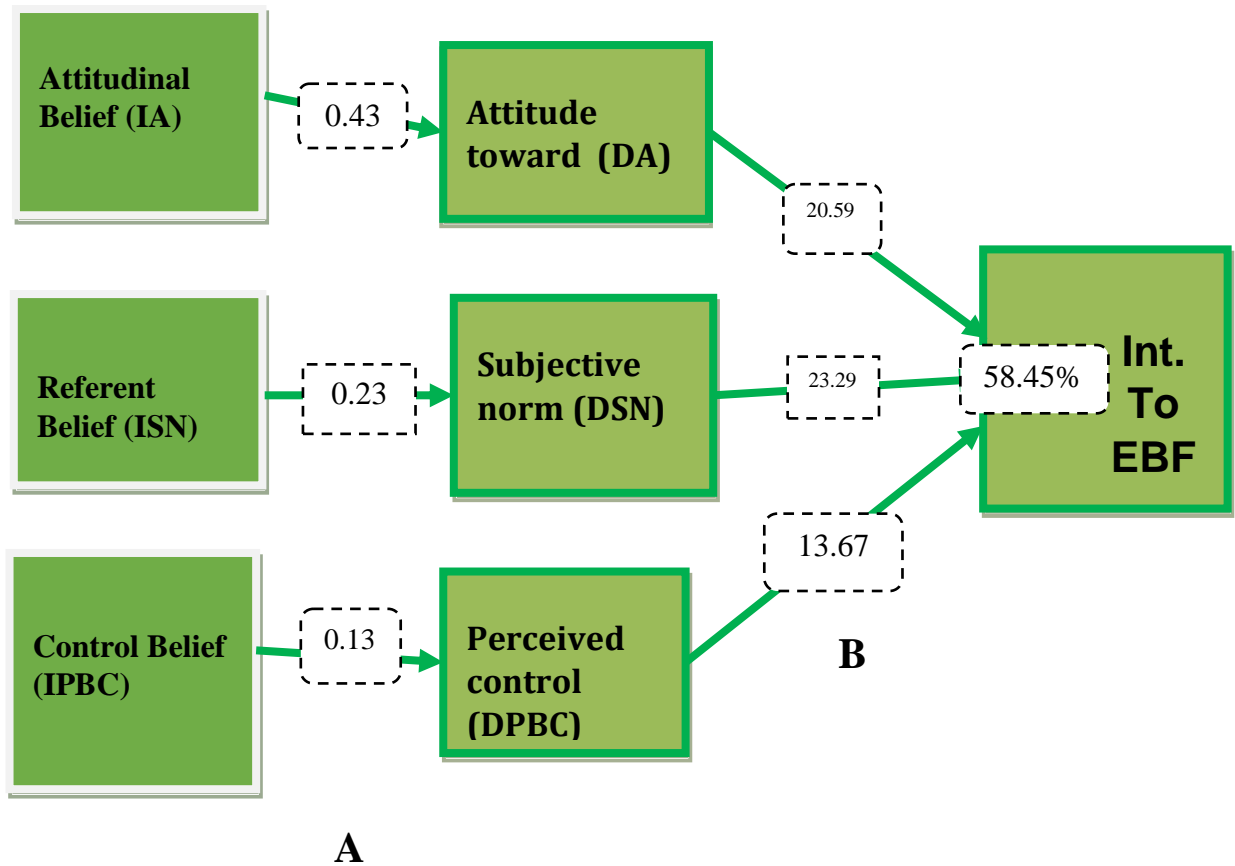 Attitudinal
Belief (IA)
0.43
Attitude
toward (DA)
20.59
Referent
Belief (ISN)
0.23
Subjective
norm (DSN)
23.29
58.45%
Int.
To
EBF
Control Belief
(IPBC)
0.13
Perceived
control
(DPBC)
13.67
B
A